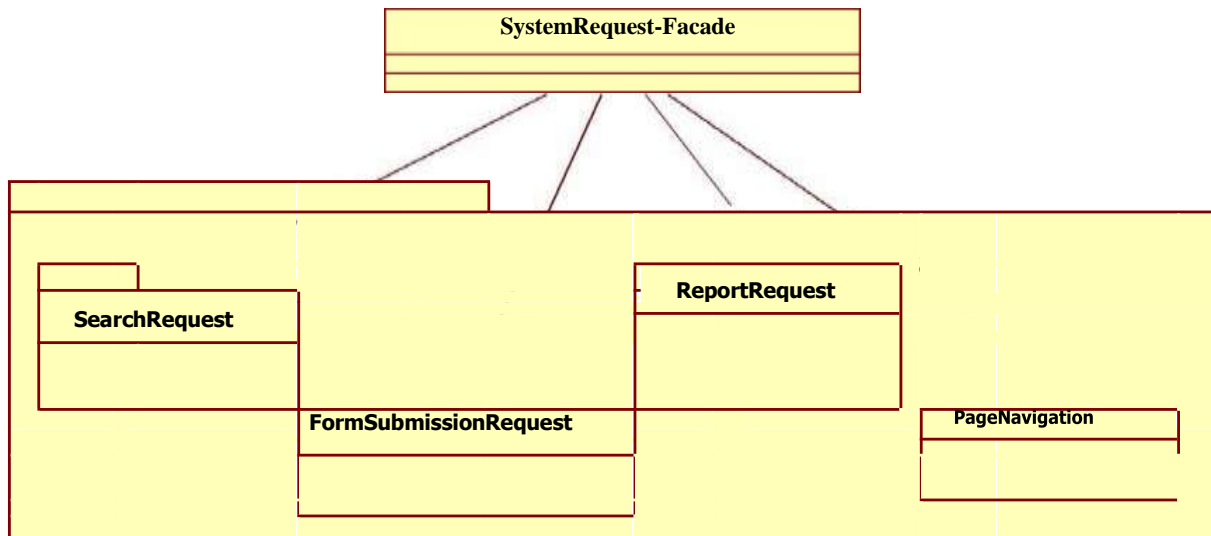 SystemRequest-Facade
ReportRequest
SearchRequest
FormSubmissionRequest
PageNavigation